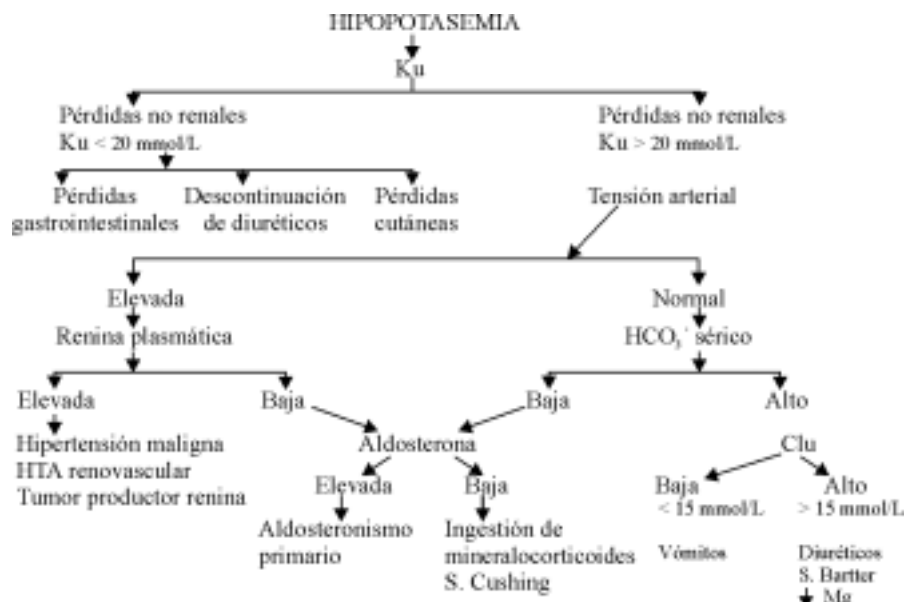 HIPOPOTASEMIA
Ku
Pérdidas no renales
Ku < 20 mmol/L
Pérdidas no renales
Ku > 20 mmol/L
Pérdidas
gastrointestinales
Descontinuación
de diuréticos
Pérdidas
cutáneas
Tensión arterial
Elevada
Normal
Renina plasmática
HCO₃⁻ sérico
Elevada
Baja
Baja
Alto
Hipertensión maligna
HTA renovascular
Tumor productor renina
Aldosterona
Clu
Elevada
Baja
Baja
< 15 mmol/L
Alto
> 15 mmol/L
Aldosteronismo
primario
Ingestión de
mineralocorticoides
S. Cushing
Vómitos
Diuréticos
S. Bartter
↓ Mg